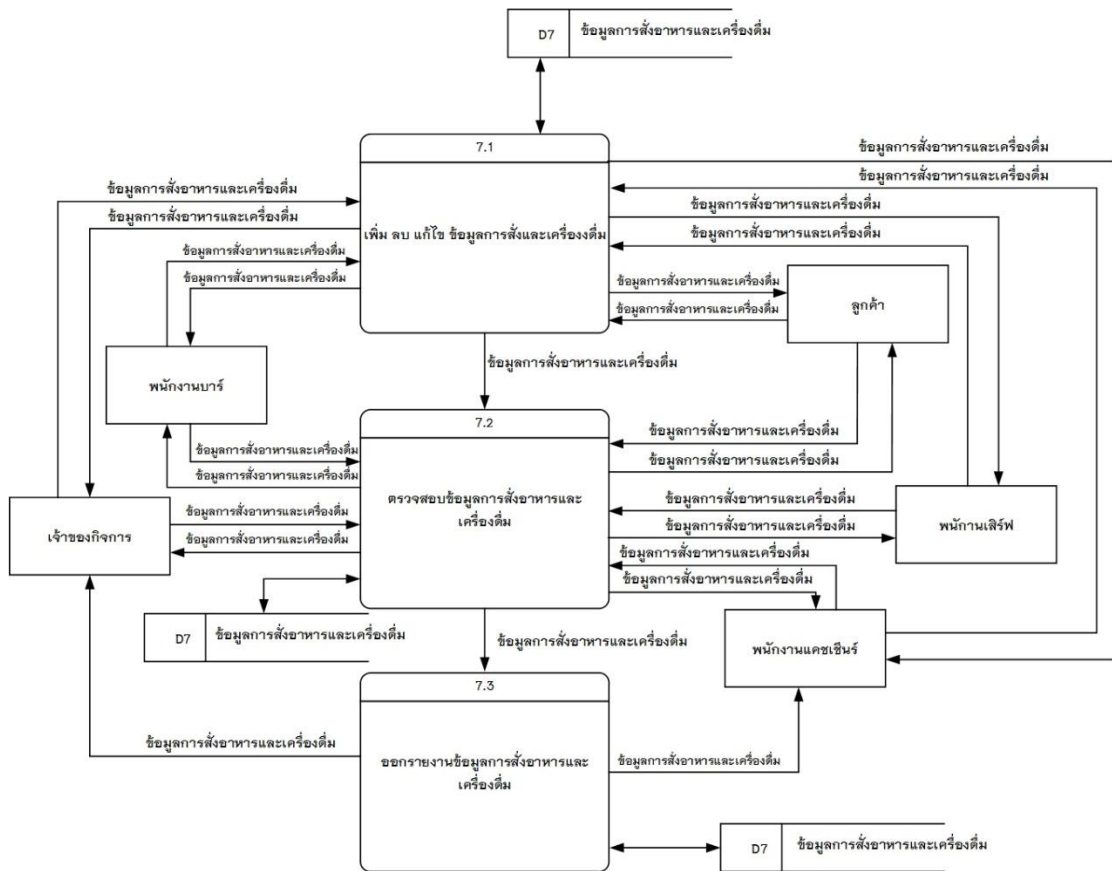 D7 ข้อมูลการสั่งอาหารและเครื่องดื่ม
7.1
ข้อมูลการสั่งอาหารและเครื่องดื่ม
ข้อมูลการสั่งอาหารและเครื่องดื่ม
ข้อมูลการสั่งอาหารและเครื่องดื่ม
ข้อมูลการสั่งอาหารและเครื่องดื่ม
ข้อมูลการสั่งอาหารและเครื่องดื่ม
ข้อมูลการสั่งอาหารและเครื่องดื่ม
เพิ่ม ลบ แก้ไข ข้อมูลการสั่งและเครื่องงดื่ม
ข้อมูลการสั่งอาหารและเครื่องดื่ม
ข้อมูลการสั่งอาหารและเครื่องดื่ม
ข้อมูลการสั่งอาหารและเครื่องดื่ม
ข้อมูลการสั่งอาหารและเครื่องดื่ม
ข้อมูลการสั่งอาหารและเครื่องดื่ม
ลูกค้า
ข้อมูลการสั่งอาหารและเครื่องดื่ม
พนักงานบาร์
7.2
ข้อมูลการสั่งอาหารและเครื่องดื่ม
ข้อมูลการสั่งอาหารและเครื่องดื่ม
ข้อมูลการสั่งอาหารและเครื่องดื่ม
ข้อมูลการสั่งอาหารและเครื่องดื่ม
ตรวจสอบข้อมูลการสั่งอาหารและ
เครื่องดื่ม
ข้อมูลการสั่งอาหารและเครื่องดื่ม
ข้อมูลการสั่งอาหารและเครื่องดื่ม
เจ้าของกิจการ
ข้อมูลการสั่งอาหารและเครื่องดื่ม
ข้อมูลการสั่งอาหารและเครื่องดื่ม
พนักานเสิร์ฟ
ข้อมูลการสั่งอาหารและเครื่องดื่ม
ข้อมูลการสั่งอาหารและเครื่องดื่ม
D7 ข้อมูลการสั่งอาหารและเครื่องดื่ม
ข้อมูลการสั่งอาหารและเครื่องดื่ม
พนักงานแคชเชีนร์
7.3
ข้อมูลการสั่งอาหารและเครื่องดื่ม
ออกรายงานข้อมูลการสั่งอาหารและ
เครื่องดื่ม
ข้อมูลการสั่งอาหารและเครื่องดื่ม
D7 ข้อมูลการสั่งอาหารและเครื่องดื่ม